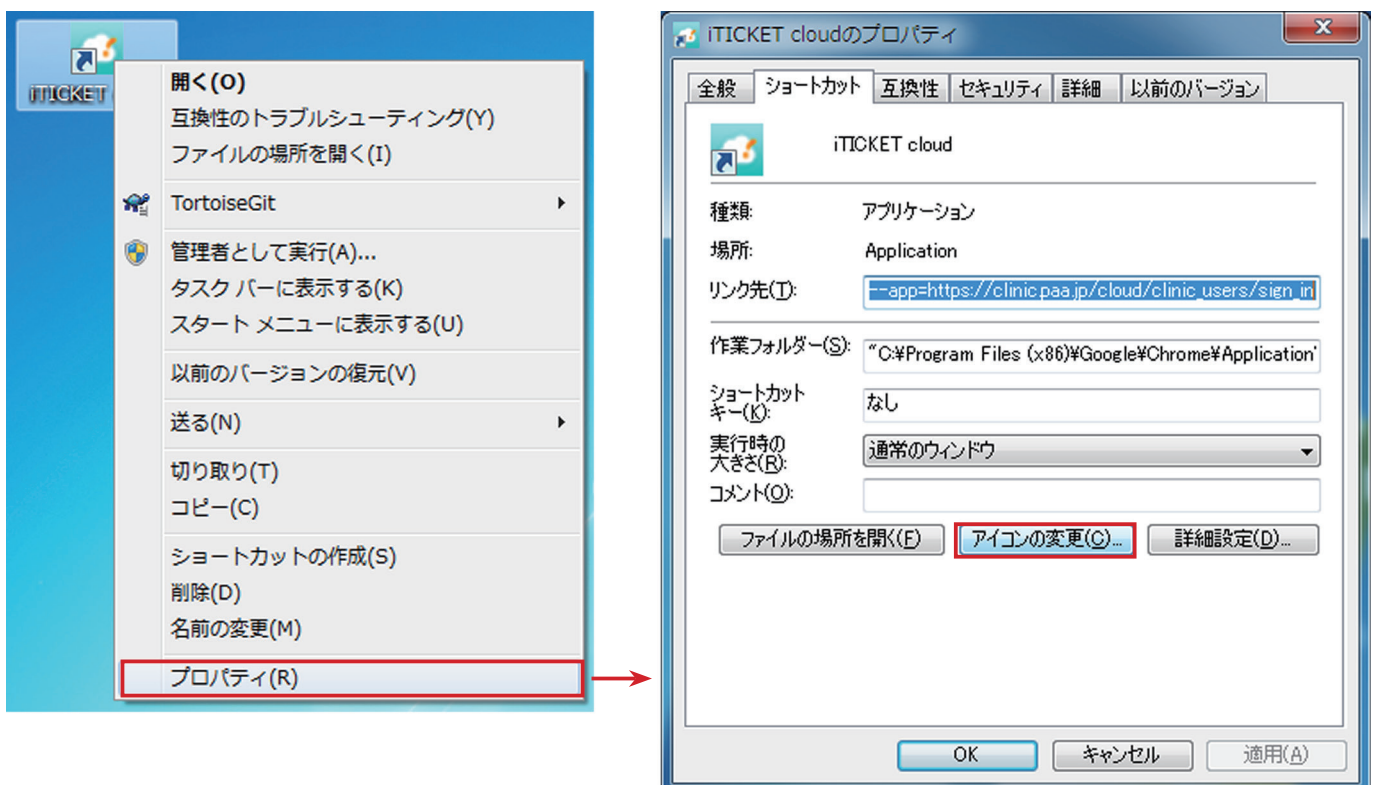 iTICKET
開く(O)
互換性のトラブルシューティング(Y)
ファイルの場所を開く(I)
TortoiseGit
管理者として実行(A)...
タスク バーに表示する(K)
スタート メニューに表示する(U)
以前のバージョンの復元(V)
送る(N)
切り取り(T)
コピー(C)
ショートカットの作成(S)
削除(D)
名前の変更(M)
プロパティ(R)
iTICKET cloudのプロパティ
全般 ショートカット 互換性 セキュリティ 詳細 以前のバージョン
iTICKET cloud
種類: アプリケーション
場所: Application
リンク先(T): --app=https://clinic.paa.jp/cloud/clinic_users/sign_in
作業フォルダー(S): "C:¥Program Files (x86)¥Google¥Chrome¥Application"
ショートカット
キー(K): なし
実行時の
大きさ(R): 通常のウィンドウ
コメント(O):
ファイルの場所を開く(F) アイコンの変更(C)... 詳細設定(D)...
OK キャンセル 適用(A)